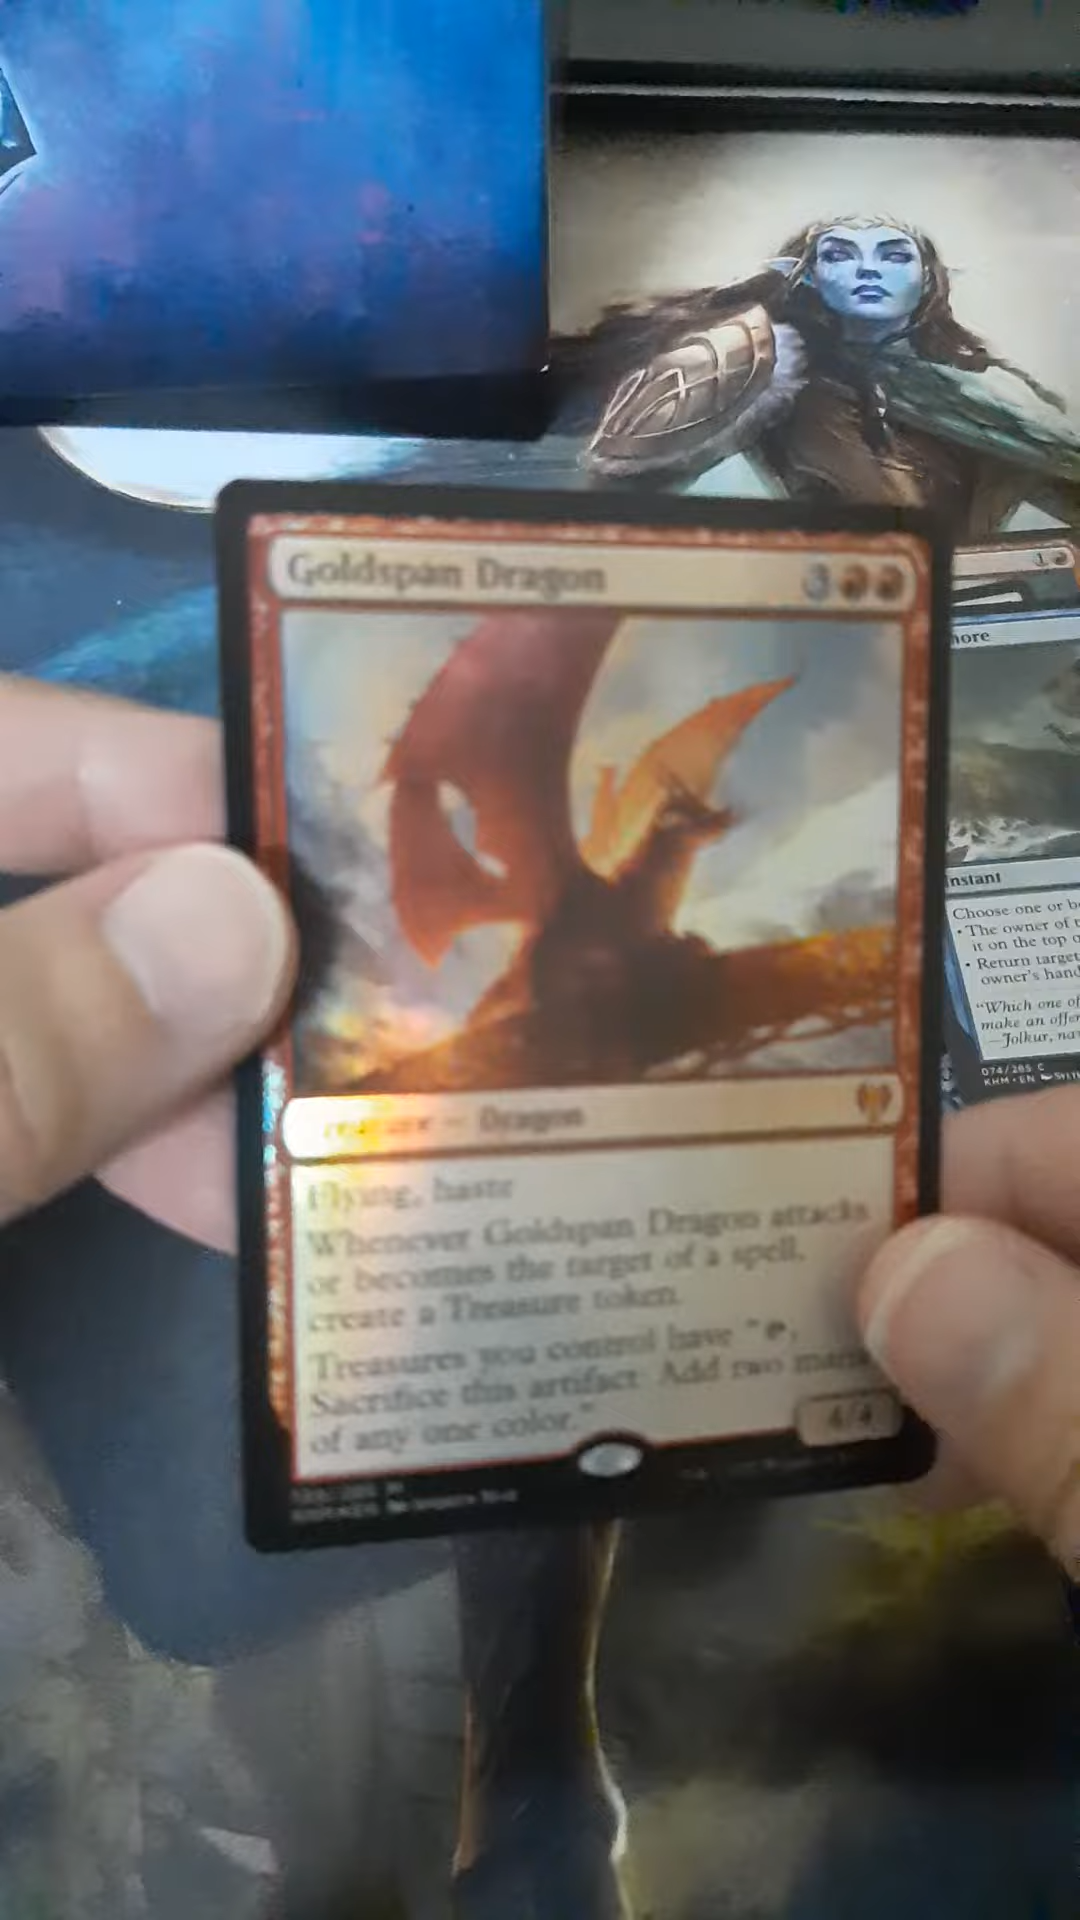 Goldspan Dragon
3
Creature — Dragon
Flying, haste
Whenever Goldspan Dragon attacks
or becomes the target of a spell,
create a Treasure token.
Treasures you control have "
,
Sacrifice this artifact: Add two mana
of any one color."
4/4
1
Instant
Choose one or
• The owner of
it on the top o
• Return target
owner's hand
"Which one of
make an offer
—Jolkur, na
074/285 C
KHM • EN